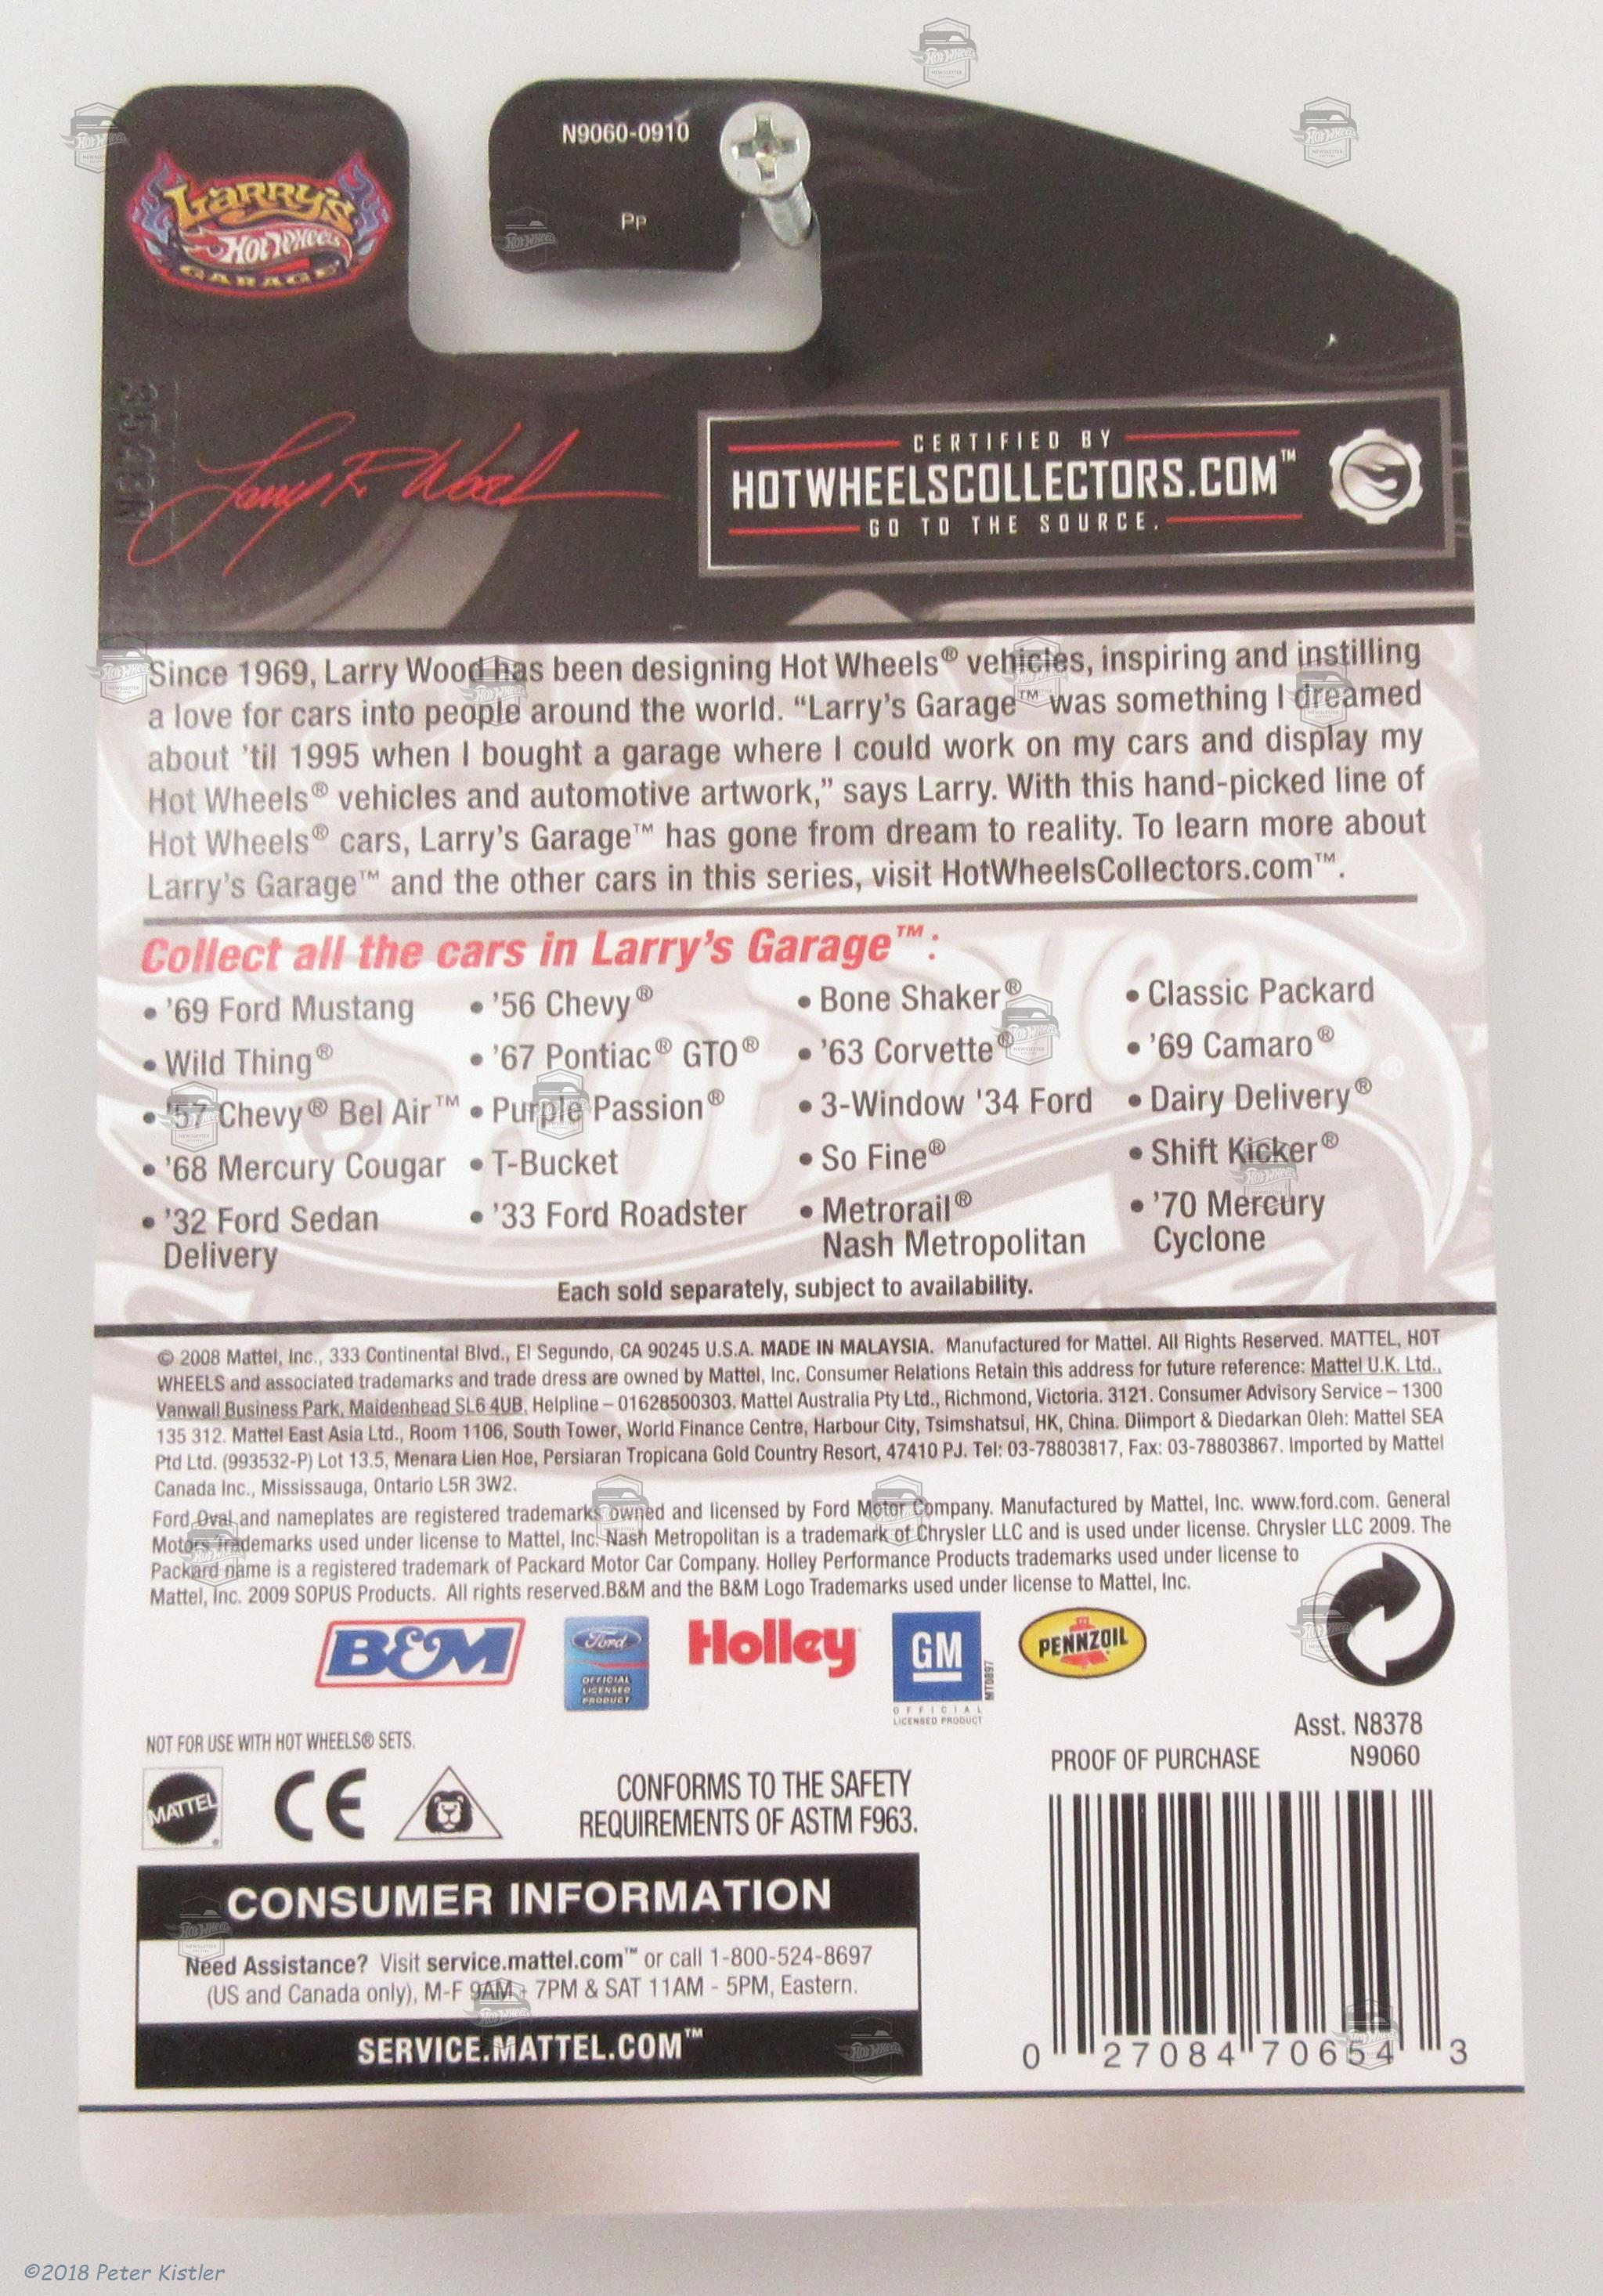 N9060-0910
Pp
Larry's
Hot Wheels
GARAGE
35438N
Larry R. Wood
CERTIFIED BY
HOTWHEELSCOLLECTORS.COM™
GO TO THE SOURCE.
Since 1969, Larry Wood has been designing Hot Wheels® vehicles, inspiring and instilling
a love for cars into people around the world. “Larry's Garage™ was something I dreamed
about 'til 1995 when I bought a garage where I could work on my cars and display my
Hot Wheels® vehicles and automotive artwork,” says Larry. With this hand-picked line of
Hot Wheels® cars, Larry's Garage™ has gone from dream to reality. To learn more about
Larry's Garage™ and the other cars in this series, visit HotWheelsCollectors.com™.
Collect all the cars in Larry's Garage™:
• '69 Ford Mustang
• Wild Thing®
• '57 Chevy® Bel Air™
• '68 Mercury Cougar
• '32 Ford Sedan
Delivery
• '56 Chevy®
• '67 Pontiac® GTO®
• Purple Passion®
• T-Bucket
• '33 Ford Roadster
• Bone Shaker®
• '63 Corvette®
• 3-Window '34 Ford
• So Fine®
• Metrorail®
Nash Metropolitan
• Classic Packard
• '69 Camaro®
• Dairy Delivery®
• Shift Kicker®
• '70 Mercury
Cyclone
Each sold separately, subject to availability.
© 2008 Mattel, Inc., 333 Continental Blvd., El Segundo, CA 90245 U.S.A. MADE IN MALAYSIA. Manufactured for Mattel. All Rights Reserved. MATTEL, HOT
WHEELS and associated trademarks and trade dress are owned by Mattel, Inc. Consumer Relations Retain this address for future reference: Mattel U.K. Ltd.,
Vanwall Business Park, Maidenhead SL6 4UB. Helpline – 01628500303. Mattel Australia Pty Ltd., Richmond, Victoria. 3121. Consumer Advisory Service – 1300
135 312. Mattel East Asia Ltd., Room 1106, South Tower, World Finance Centre, Harbour City, Tsimshatsui, HK, China. Diimport & Diedarkan Oleh: Mattel SEA
Ptd Ltd. (993532-P) Lot 13.5, Menara Lien Hoe, Persiaran Tropicana Gold Country Resort, 47410 PJ. Tel: 03-78803817, Fax: 03-78803867. Imported by Mattel
Canada Inc., Mississauga, Ontario L5R 3W2.
Ford Oval and nameplates are registered trademarks owned and licensed by Ford Motor Company. Manufactured by Mattel, Inc. www.ford.com. General
Motors Trademarks used under license to Mattel, Inc. Nash Metropolitan is a trademark of Chrysler LLC and is used under license. Chrysler LLC 2009. The
Packard name is a registered trademark of Packard Motor Car Company. Holley Performance Products trademarks used under license to
Mattel, Inc. 2009 SOPUS Products. All rights reserved.B&M and the B&M Logo Trademarks used under license to Mattel, Inc.
B&M
Ford
OFFICIAL
LICENSED
PRODUCT
Holley
GM
OFFICIAL
LICENSED PRODUCT
MT0897
PENNZOIL
NOT FOR USE WITH HOT WHEELS® SETS.
MATTEL
CE
CONFORMS TO THE SAFETY
REQUIREMENTS OF ASTM F963.
Asst. N8378
PROOF OF PURCHASE N9060
CONSUMER INFORMATION
Need Assistance? Visit service.mattel.com™ or call 1-800-524-8697
(US and Canada only), M-F 9AM - 7PM & SAT 11AM - 5PM, Eastern.
SERVICE.MATTEL.COM™
0 27084 70654 3
©2018 Peter Kistler